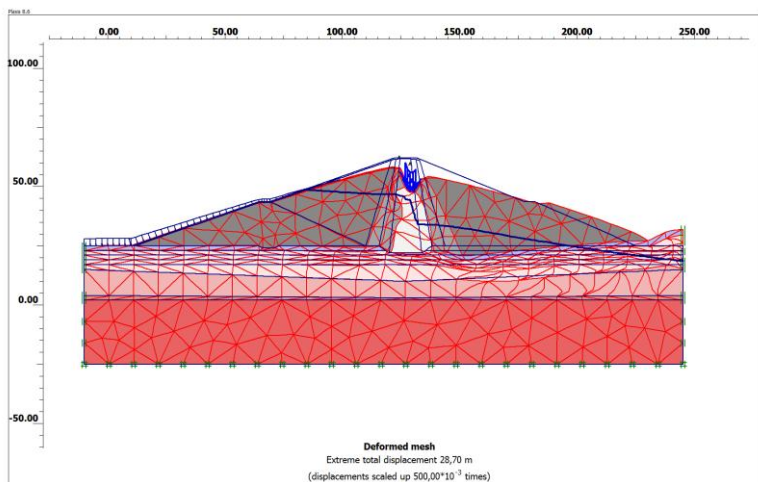 Plaxis 8.6
0.00 50.00 100.00 150.00 200.00 250.00
100.00
50.00
0.00
-50.00
Deformed mesh
Extreme total displacement 28,70 m
(displacements scaled up 500,00*10⁻³ times)